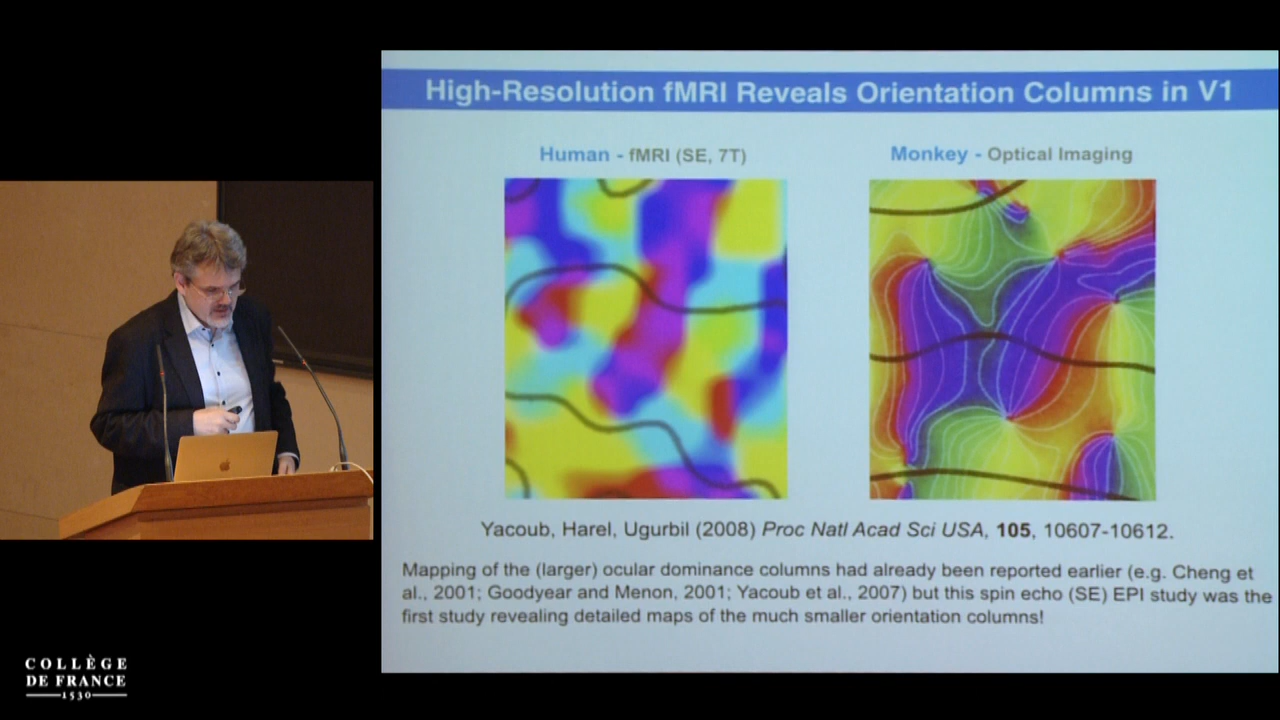 High-Resolution fMRI Reveals Orientation Columns in V1
Human - fMRI (SE, 7T)
Monkey - Optical Imaging
Yacoub, Harel, Ugurbil (2008) Proc Natl Acad Sci USA, 105, 10607-10612.
Mapping of the (larger) ocular dominance columns had already been reported earlier (e.g. Cheng et
al., 2001; Goodyear and Menon, 2001; Yacoub et al., 2007) but this spin echo (SE) EPI study was the
first study revealing detailed maps of the much smaller orientation columns!
COLLÈGE
DE FRANCE
1530